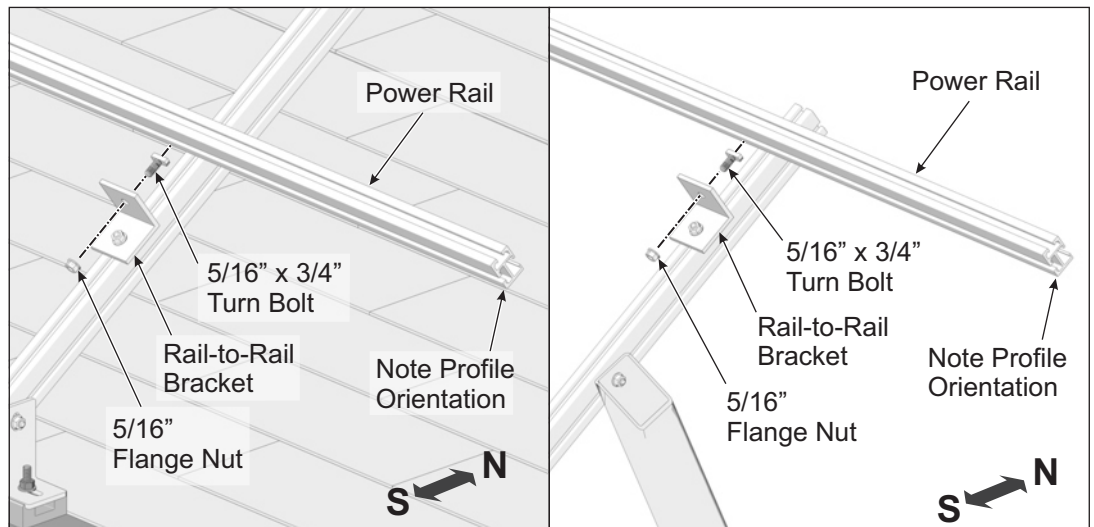 Power Rail
5/16” x 3/4”
Turn Bolt
Rail-to-Rail
Bracket
Note Profile
Orientation
5/16”
Flange Nut
N
S
Power Rail
5/16” x 3/4”
Turn Bolt
Rail-to-Rail
Bracket
Note Profile
Orientation
5/16”
Flange Nut
N
S